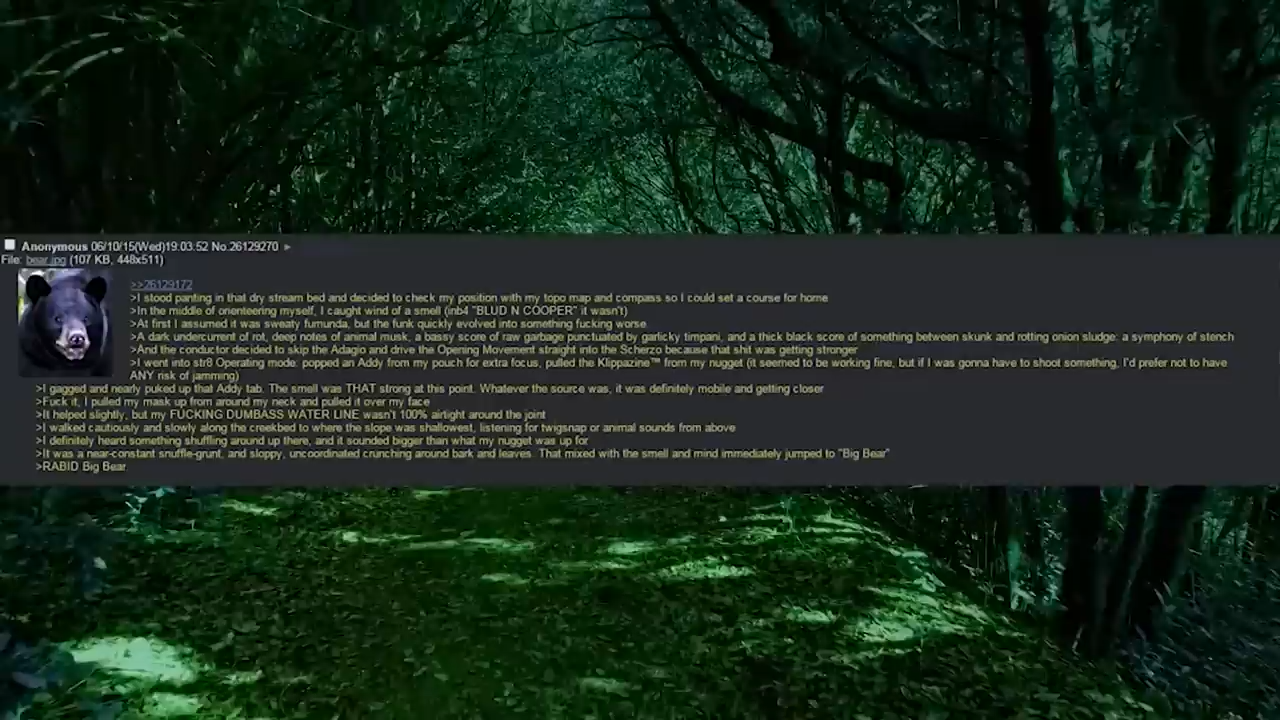 Anonymous 06/10/15(Wed)19:03:52 No.26129270 ►
File: bear.jpg (107 KB, 448x511)
>>26129172
>I stood panting in that dry stream bed and decided to check my position with my topo map and compass so I could set a course for home
>In the middle of orienteering myself, I caught wind of a smell (inb4 "BLUD N COOPER" it wasn't)
>At first I assumed it was sweaty fumunda, but the funk quickly evolved into something fucking worse
>A dark undercurrent of rot, deep notes of animal musk, a bassy score of raw garbage punctuated by garlicky timpani, and a thick black score of something between skunk and rotting onion sludge: a symphony of stench
>And the conductor decided to skip the Adagio and drive the Opening Movement straight into the Scherzo because that shit was getting stronger
>I went into str8 Operating mode: popped an Addy from my pouch for extra focus, pulled the Klippazine™ from my nugget (it seemed to be working fine, but if I was gonna have to shoot something, I'd prefer not to have
ANY risk of jamming)
>I gagged and nearly puked up that Addy tab. The smell was THAT strong at this point. Whatever the source was, it was definitely mobile and getting closer
>Fuck it, I pulled my mask up from around my neck and pulled it over my face
>It helped slightly, but my FUCKING DUMBASS WATER LINE wasn't 100% airtight around the joint
>I walked cautiously and slowly along the creekbed to where the slope was shallowest, listening for twigsnap or animal sounds from above
>I definitely heard something shuffling around up there, and it sounded bigger than what my nugget was up for
>It was a near-constant snuffle-grunt, and sloppy, uncoordinated crunching around bark and leaves. That mixed with the smell and mind immediately jumped to "Big Bear"
>RABID Big Bear